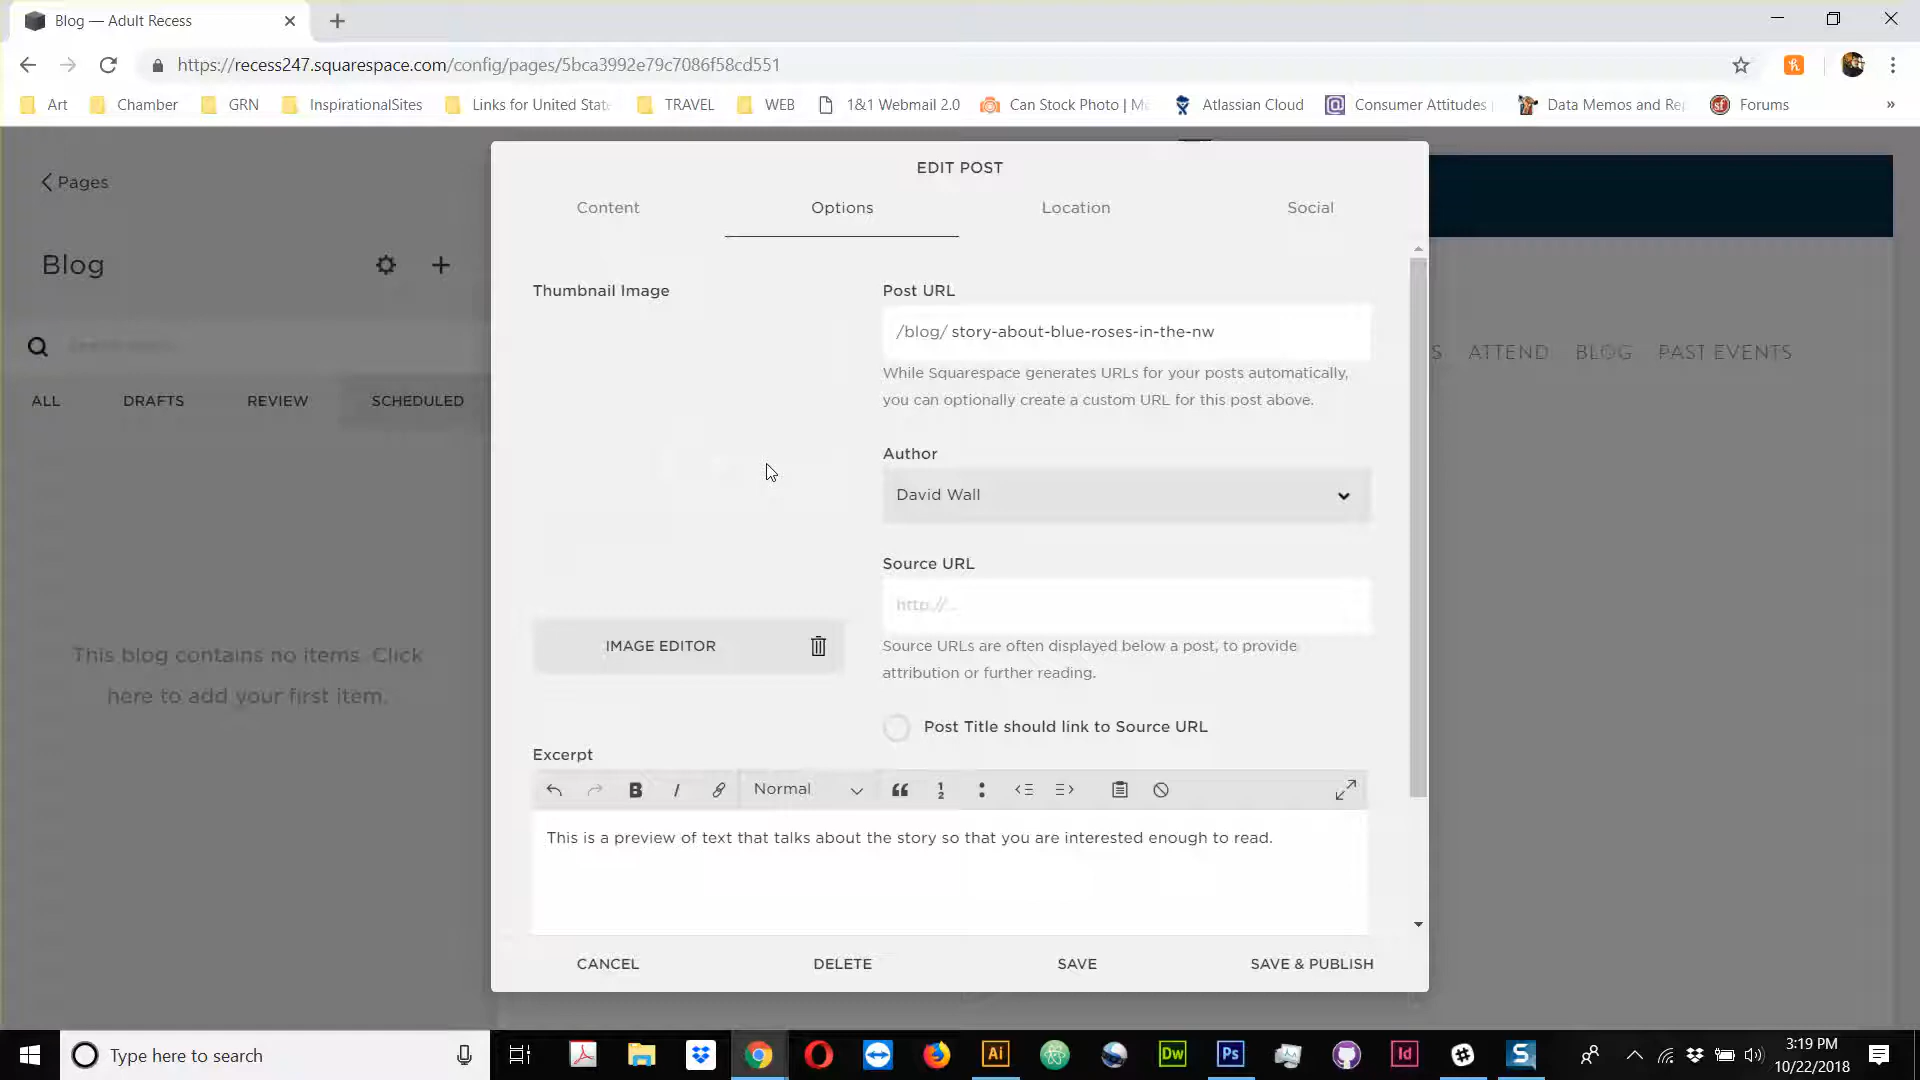 Blog — Adult Recess
https://recess247.squarespace.com/config/pages/5bca3992e79c7086f58cd551
Art
Chamber
GRN
InspirationalSites
Links for United Stat
TRAVEL
WEB
1&1 Webmail 2.0
Can Stock Photo | M
Atlassian Cloud
Consumer Attitudes
Data Memos and Re
Forums
»
Pages
Blog
ALL
DRAFTS
REVIEW
SCHEDULED
This blog contains no items. Click
here to add your first item.
EDIT POST
Content
Options
Location
Social
Thumbnail Image
IMAGE EDITOR
Post URL
/blog/ story-about-blue-roses-in-the-nw
While Squarespace generates URLs for your posts automatically,
you can optionally create a custom URL for this post above.
Author
David Wall
Source URL
http://...
Source URLs are often displayed below a post, to provide
attribution or further reading.
Post Title should link to Source URL
Excerpt
B I Normal
This is a preview of text that talks about the story so that you are interested enough to read.
CANCEL
DELETE
SAVE
SAVE & PUBLISH
S ATTEND BLOG PAST EVENTS
Type here to search
Ai
Dw
Ps
Id
S
3:19 PM
10/22/2018